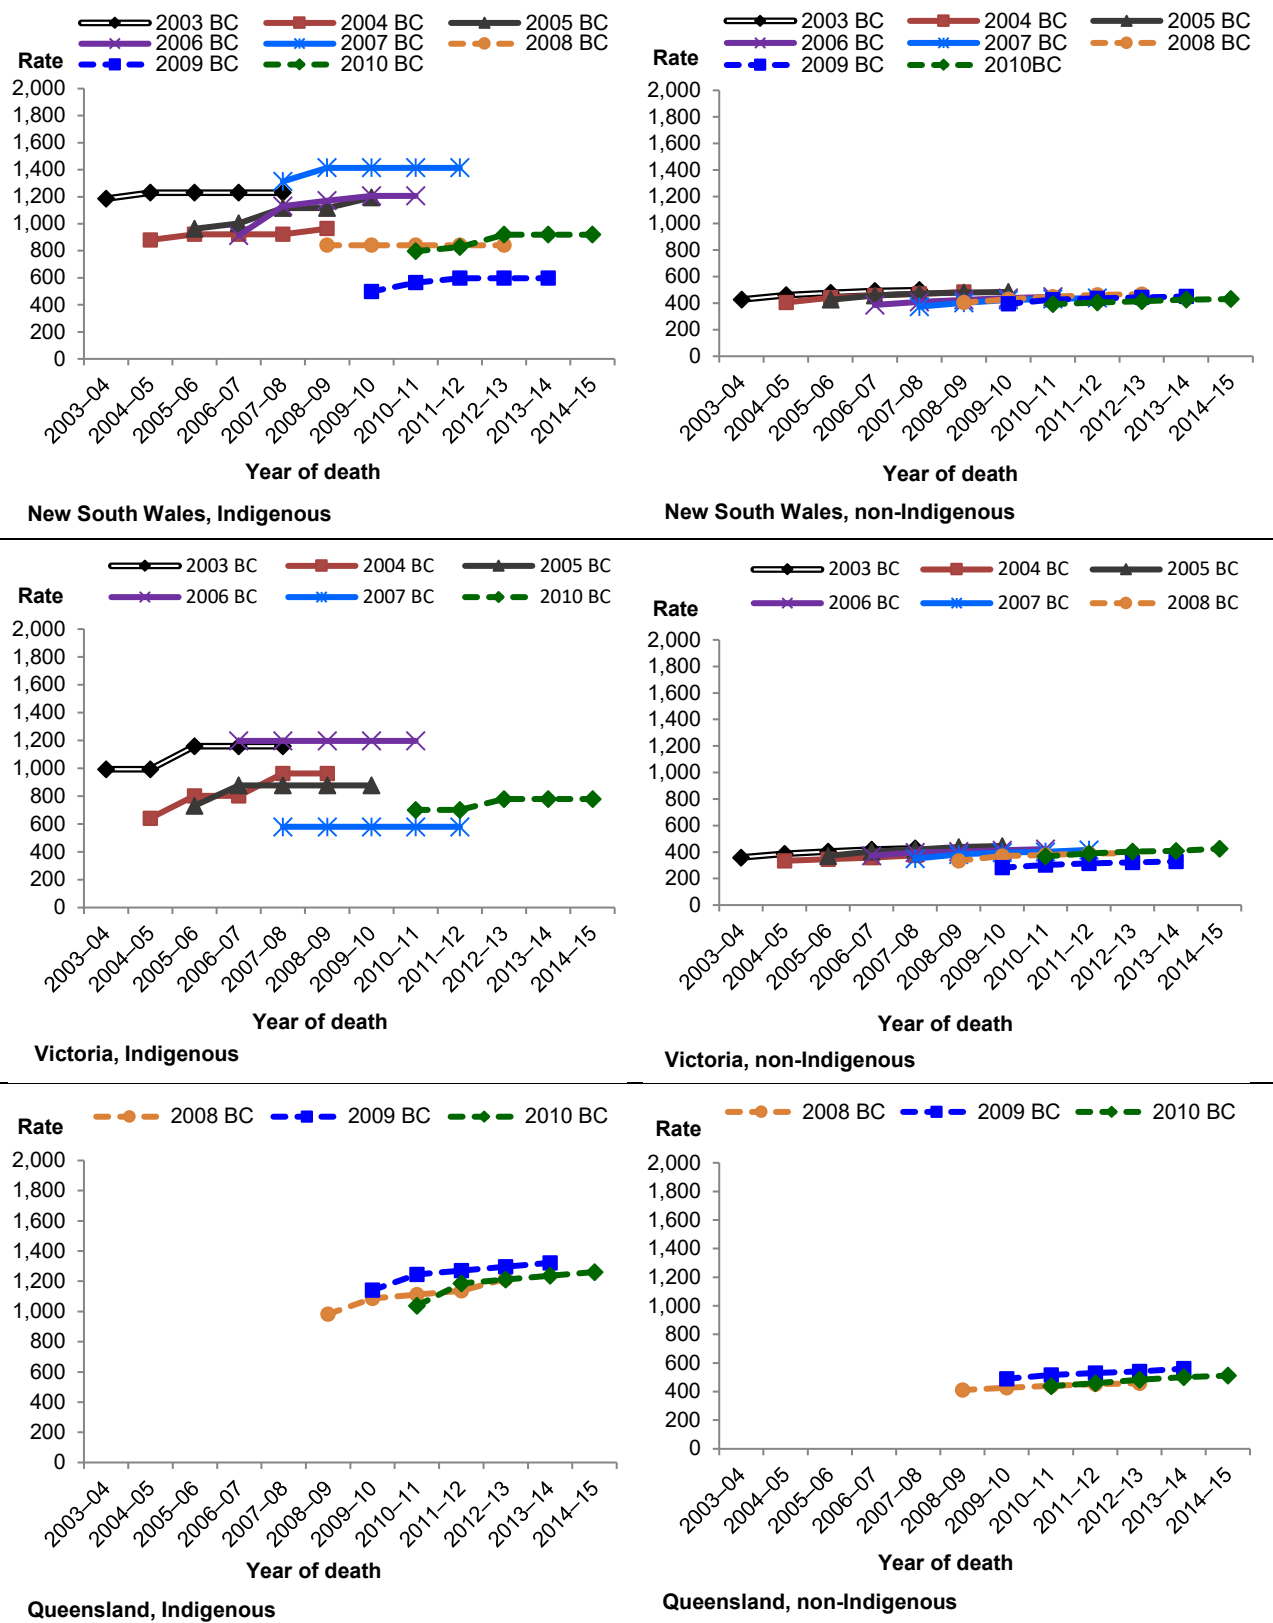 2003 BC 2004 BC 2005 BC
2006 BC 2007 BC 2008 BC
2009 BC 2010 BC
Rate
2,000
1,800
1,600
1,400
1,200
1,000
800
600
400
200
0
2003–04 2004–05 2005–06 2006–07 2007–08 2008–09 2009–10 2010–11 2011–12 2012–13 2013–14 2014–15
Year of death
New South Wales, Indigenous
2003 BC 2004 BC 2005 BC
2006 BC 2007 BC 2008 BC
2009 BC 2010BC
Rate
2,000
1,800
1,600
1,400
1,200
1,000
800
600
400
200
0
2003–04 2004–05 2005–06 2006–07 2007–08 2008–09 2009–10 2010–11 2011–12 2012–13 2013–14 2014–15
Year of death
New South Wales, non-Indigenous
2003 BC 2004 BC 2005 BC
2006 BC 2007 BC 2010 BC
Rate
2,000
1,800
1,600
1,400
1,200
1,000
800
600
400
200
0
2003–04 2004–05 2005–06 2006–07 2007–08 2008–09 2009–10 2010–11 2011–12 2012–13 2013–14 2014–15
Year of death
Victoria, Indigenous
2003 BC 2004 BC 2005 BC
2006 BC 2007 BC 2008 BC
Rate
2,000
1,800
1,600
1,400
1,200
1,000
800
600
400
200
0
2003–04 2004–05 2005–06 2006–07 2007–08 2008–09 2009–10 2010–11 2011–12 2012–13 2013–14 2014–15
Year of death
Victoria, non-Indigenous
2008 BC 2009 BC 2010 BC
Rate
2,000
1,800
1,600
1,400
1,200
1,000
800
600
400
200
0
2003–04 2004–05 2005–06 2006–07 2007–08 2008–09 2009–10 2010–11 2011–12 2012–13 2013–14 2014–15
Year of death
Queensland, Indigenous
2008 BC 2009 BC 2010 BC
Rate
2,000
1,800
1,600
1,400
1,200
1,000
800
600
400
200
0
2003–04 2004–05 2005–06 2006–07 2007–08 2008–09 2009–10 2010–11 2011–12 2012–13 2013–14 2014–15
Year of death
Queensland, non-Indigenous